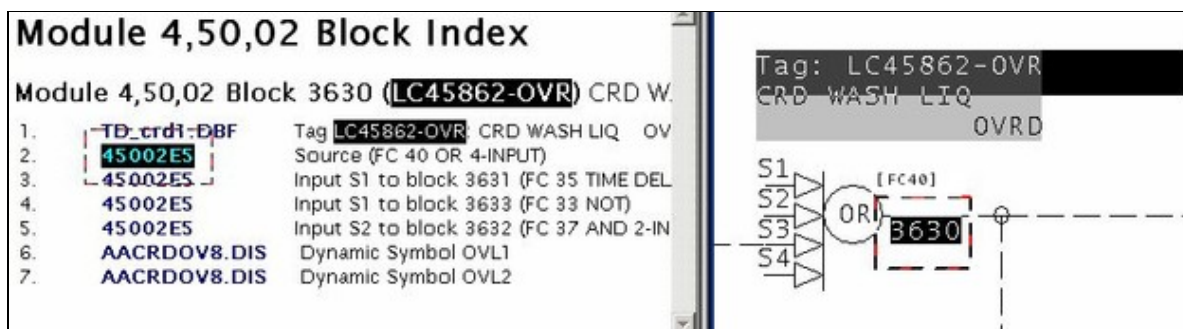 Module 4,50,02 Block Index
Module 4,50,02 Block 3630 (LC45862-OVR) CRD W
1. TD_crd1.DBF Tag LC45862-OVR: CRD WASH LIQ OV
2. 45002E5 Source (FC 40 OR 4-INPUT)
3. 45002E5 Input S1 to block 3631 (FC 35 TIME DEL
4. 45002E5 Input S1 to block 3633 (FC 33 NOT)
5. 45002E5 Input S2 to block 3632 (FC 37 AND 2-IN
6. AACRDOV8.DIS Dynamic Symbol OVL1
7. AACRDOV8.DIS Dynamic Symbol OVL2
Tag: LC45862-OVR
CRD WASH LIQ
OVRD
S1
[FC40]
S2
OR
3630
S3
S4